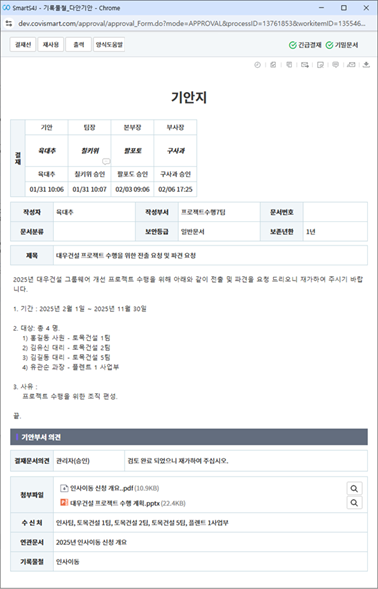 SmartS4J - 기록물철_다안기안 - Chrome
dev.covismart.com/approval/approval_Form.do?mode=APPROVAL&processID=13761853&workitemID=135546...
결재선 재사용 출력 양식도움말
긴급결재 기밀문서
기안지
결재
기안 팀장 본부장 부사장
육대추 칠키위 팔포토 구사과
육대추 칠키위 승인 팔포도 승인 구사과 승인
01/31 10:06 01/31 10:07 02/03 09:06 02/06 17:25
작성자 육대추 작성부서 프로젝트수행7팀 문서번호
문서분류 보안등급 일반문서 보존년한 1년
제목 대우건설 프로젝트 수행을 위한 전출 요청 및 파견 요청
2025년 대우건설 그룹웨어 개선 프로젝트 수행을 위해 아래와 같이 전출 및 파견을 요청 드리오니 재가하여 주시기 바랍
니다.
1. 기간 : 2025년 2월 1일 ~ 2025년 11월 30일
2. 대상: 총 4 명.
1) 홍길동 사원 - 토목건설 1팀
2) 김유신 대리 - 토목건설 2팀
3) 김길동 대리 - 토목건설 5팀
4) 유관순 과장 - 플랜트 1 사업부
3. 사유 :
프로젝트 수행을 위한 조직 편성.
끝.
기안부서 의견
결재문서의견 관리자(승인) 검토 완료 되었으니 재가하여 주십시오.
첨부파일
인사이동 신청 개요..pdf (10.9KB)
대우건설 프로젝트 수행 계획.pptx (22.4KB)
수 신 처 인사팀, 토목건설 1팀, 토목건설 2팀, 토목건설 5팀, 플랜트 1사업부
연관문서 2025년 인사이동 신청 개요
기록물철 인사이동